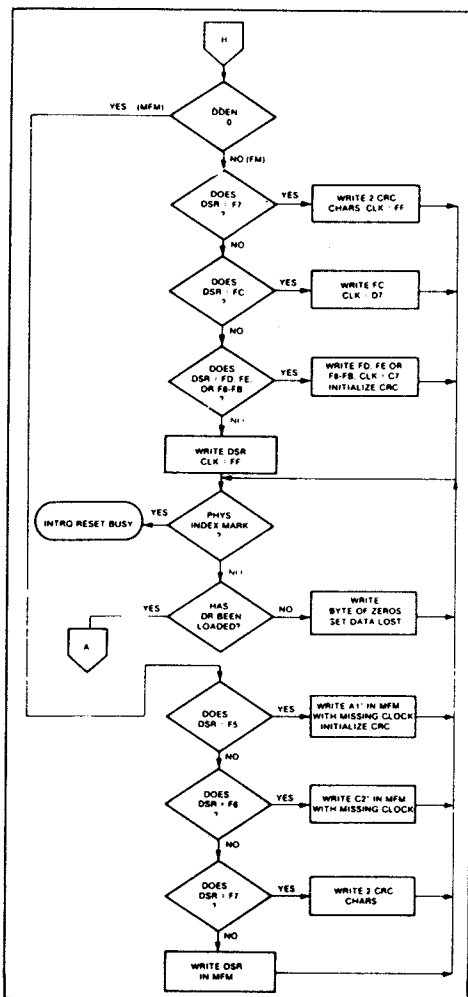 H
YES (MFM)
DDEN
0
NO (FM)
DOES
DSR = F7
?
YES
WRITE 2 CRC
CHARS. CLK = FF
NO
DOES
DSR = FC
?
YES
WRITE FC
CLK = D7
NO
DOES
DSR = FD, FE,
OR F8-FB
?
YES
WRITE FD, FE OR
F8-FB, CLK = C7
INITIALIZE CRC
NO
WRITE DSR
CLK = FF
PHYS
INDEX MARK
?
YES
INTRQ RESET BUSY
NO
HAS
DR BEEN
LOADED?
YES
A
NO
WRITE
BYTE OF ZEROS
SET DATA LOST
DOES
DSR = F5
YES
WRITE A1* IN MFM
WITH MISSING CLOCK
INITIALIZE CRC
NO
DOES
DSR = F6
?
YES
WRITE C2* IN MFM
WITH MISSING CLOCK
NO
DOES
DSR = F7
?
YES
WRITE 2 CRC
CHARS
NO
WRITE DSR
IN MFM